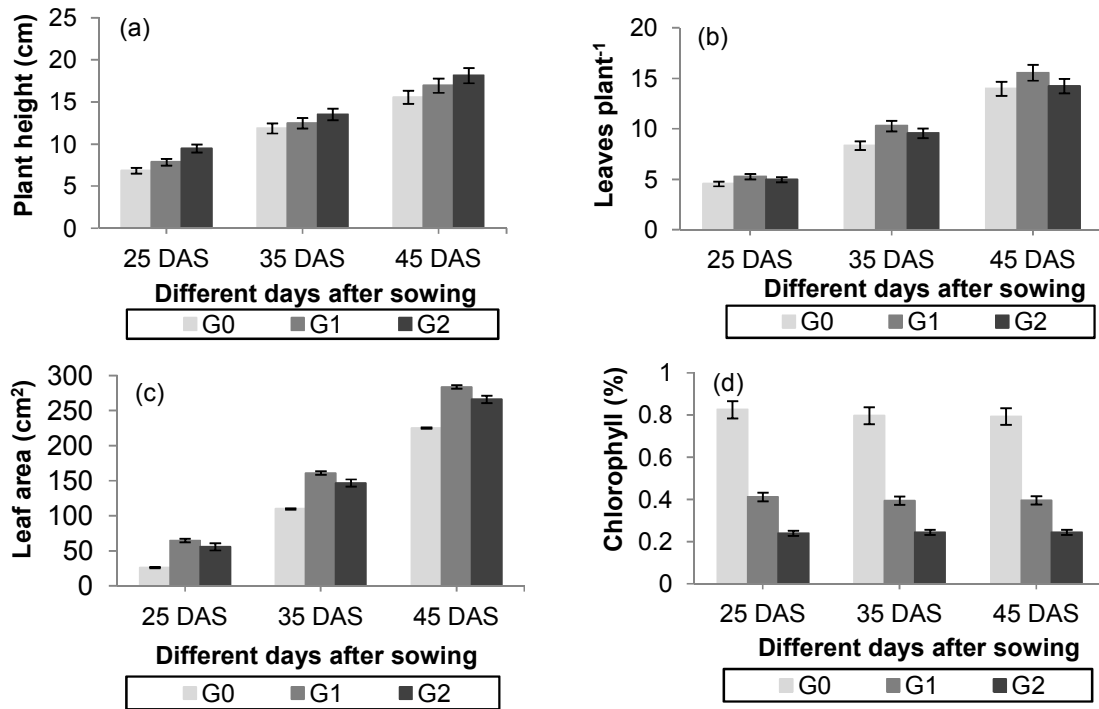 (a)
Plant height (cm)
25
20
15
10
5
0
25 DAS 35 DAS 45 DAS
Different days after sowing
G0 G1 G2
(b)
Leaves plant⁻¹
20
15
10
5
0
25 DAS 35 DAS 45 DAS
Different days after sowing
G0 G1 G2
(c)
Leaf area (cm²)
300
250
200
150
100
50
0
25 DAS 35 DAS 45 DAS
Different days after sowing
G0 G1 G2
(d)
Chlorophyll (%)
1
0.8
0.6
0.4
0.2
0
25 DAS 35 DAS 45 DAS
Different days after sowing
G0 G1 G2